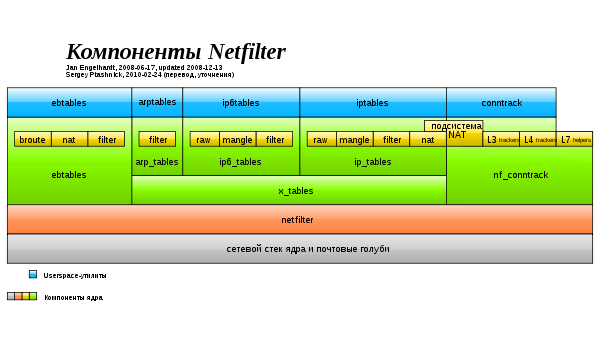 Компоненты Netfilter
Jan Engelhardt, 2008-06-17, updated 2008-12-13
Sergey Ptashnick, 2010-02-24 (перевод, уточнения)
ebtables arptables ip6tables iptables conntrack
подсистема
NAT
broute nat filter filter raw mangle filter raw mangle filter nat L3 trackers L4 trackers L7 helpers
ebtables arp_tables ip6_tables ip_tables nf_conntrack
x_tables
netfilter
сетевой стек ядра и почтовые голуби
Userspace-утилиты
Компоненты ядра